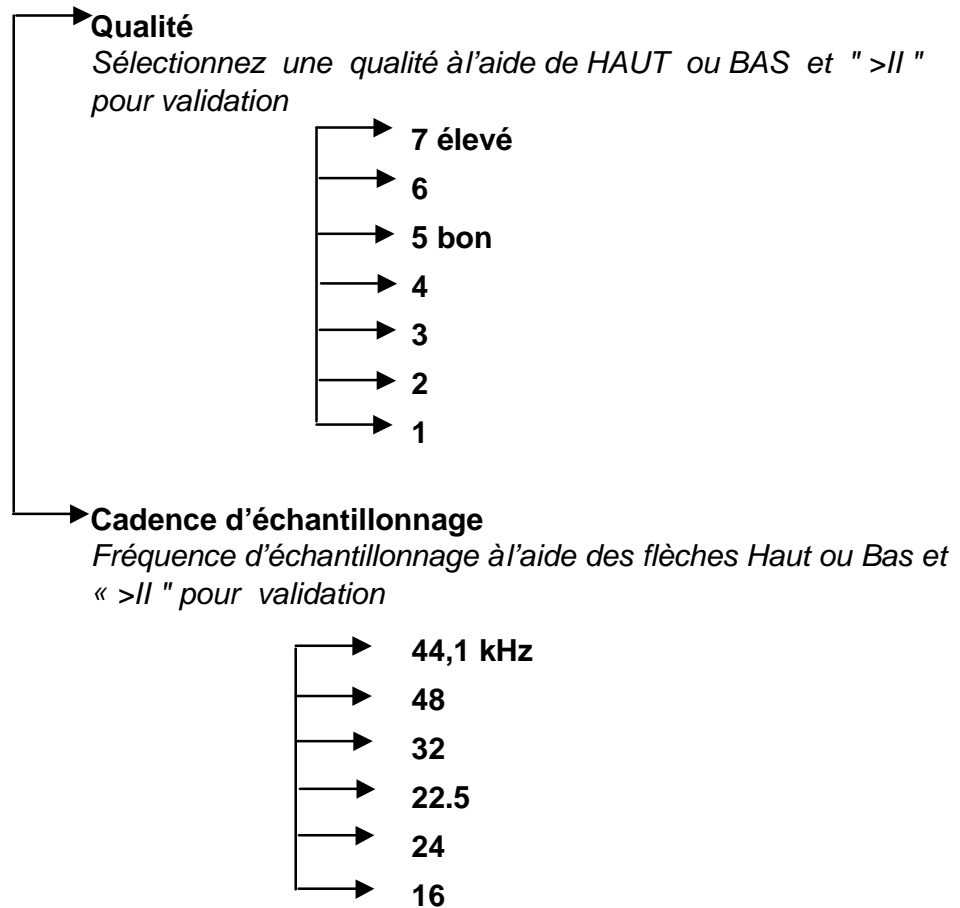 Qualité
Sélectionnez une qualité àl’aide de HAUT ou BAS et " >II "
pour validation
7 élevé
6
5 bon
4
3
2
1
Cadence d’échantillonnage
Fréquence d’échantillonnage àl’aide des flèches Haut ou Bas et
« >II " pour validation
44,1 kHz
48
32
22.5
24
16